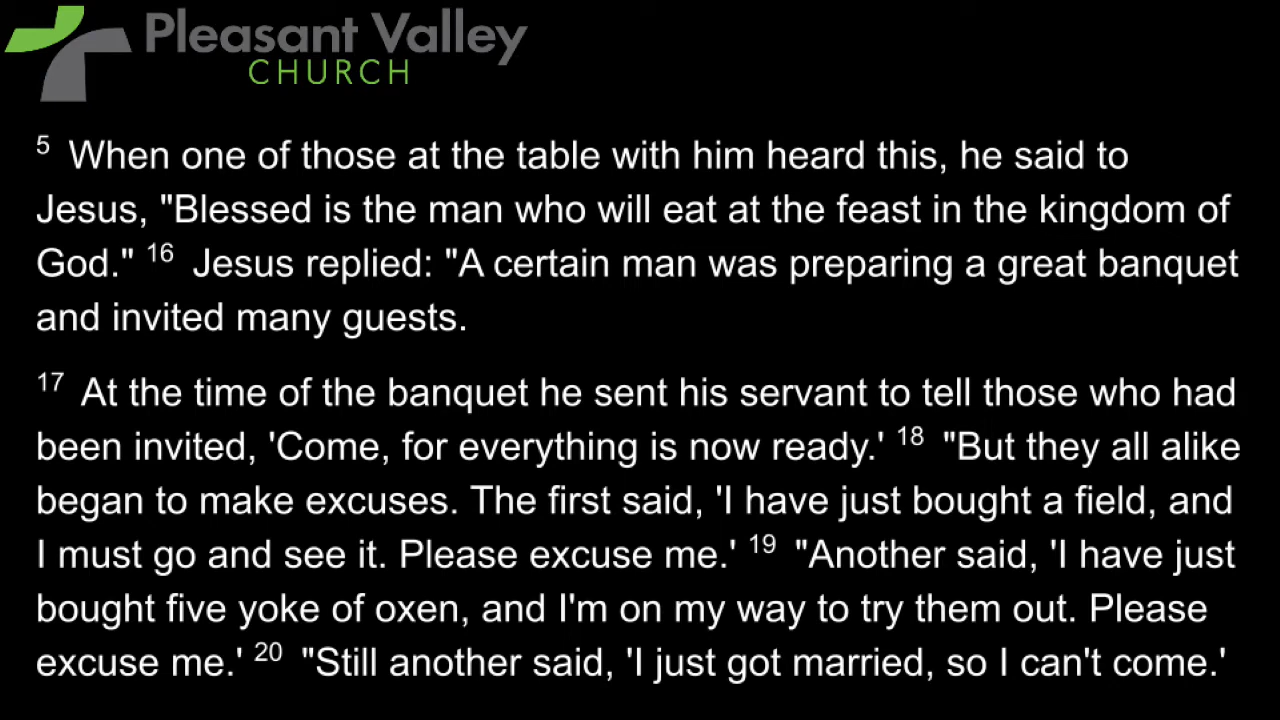 Pleasant Valley
CHURCH
5 When one of those at the table with him heard this, he said to
Jesus, "Blessed is the man who will eat at the feast in the kingdom of
God." 16 Jesus replied: "A certain man was preparing a great banquet
and invited many guests.
17 At the time of the banquet he sent his servant to tell those who had
been invited, 'Come, for everything is now ready.' 18 "But they all alike
began to make excuses. The first said, 'I have just bought a field, and
I must go and see it. Please excuse me.' 19 "Another said, 'I have just
bought five yoke of oxen, and I'm on my way to try them out. Please
excuse me.' 20 "Still another said, 'I just got married, so I can't come.'